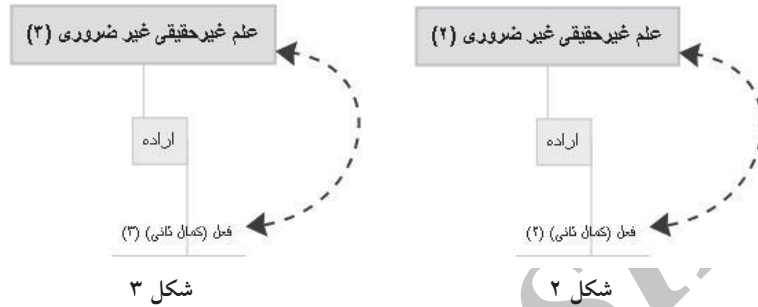 علم غیرحقیقی غیر ضروری (۲)
اراده
فعل (کمال ثانی) (۲)
شکل ۲
علم غیرحقیقی غیر ضروری (۳)
اراده
فعل (کمال ثانی) (۳)
شکل ۳